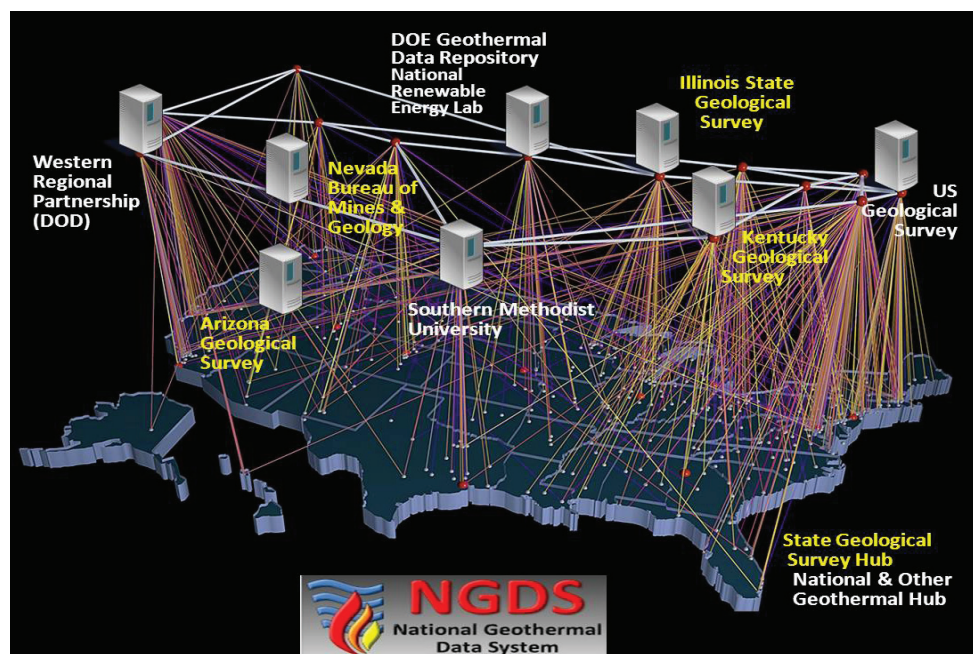 DOE Geothermal
Data Repository
National
Renewable
Energy Lab
Illinois State
Geological
Survey
Western
Regional
Partnership
(DOD)
Nevada
Bureau of
Mines &
Geology
US
Geological
Survey
Kentucky
Geological
Survey
Arizona
Geological
Survey
Southern Methodist
University
State Geological
Survey Hub
National & Other
Geothermal Hub
NGDS
National Geothermal
Data System